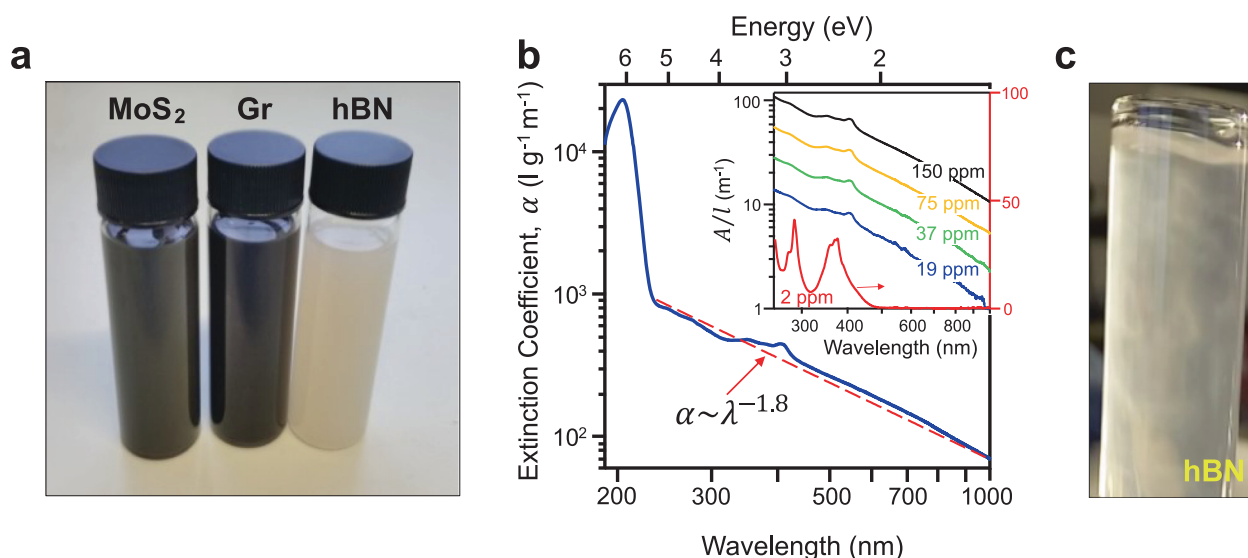 a
MoS₂ Gr hBN
b
Energy (eV)
6 5 4 3 2
Extinction Coefficient, α (l g⁻¹ m⁻¹)
10⁴
10³
10²
200 300 500 700 1000
Wavelength (nm)
α~λ⁻¹·⁸
A/l (m⁻¹)
100
10
1
100
50
0
150 ppm
75 ppm
37 ppm
19 ppm
2 ppm
300 400 600 800
Wavelength (nm)
c
hBN